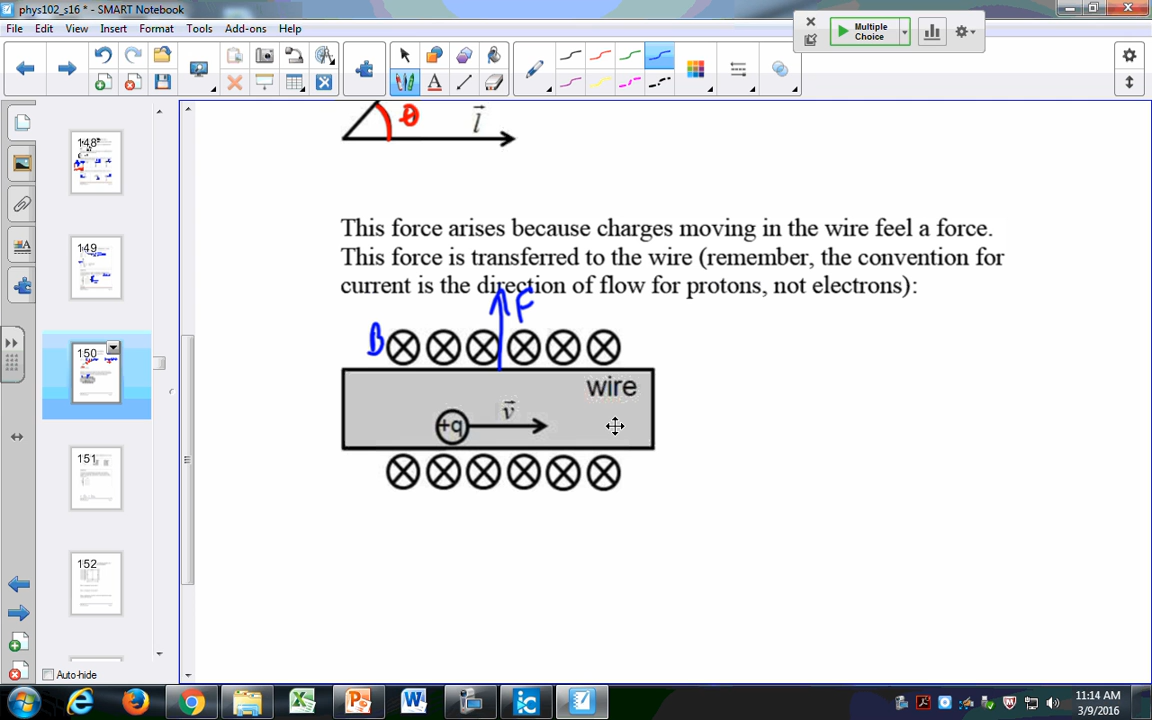 phys102_s16 * - SMART Notebook
File Edit View Insert Format Tools Add-ons Help
Multiple
Choice
A
148
149
150
151
152
Auto-hide
θ
l
This force arises because charges moving in the wire feel a force.
This force is transferred to the wire (remember, the convention for
current is the direction of flow for protons, not electrons):
F
B
wire
v
+q
11:14 AM
3/9/2016